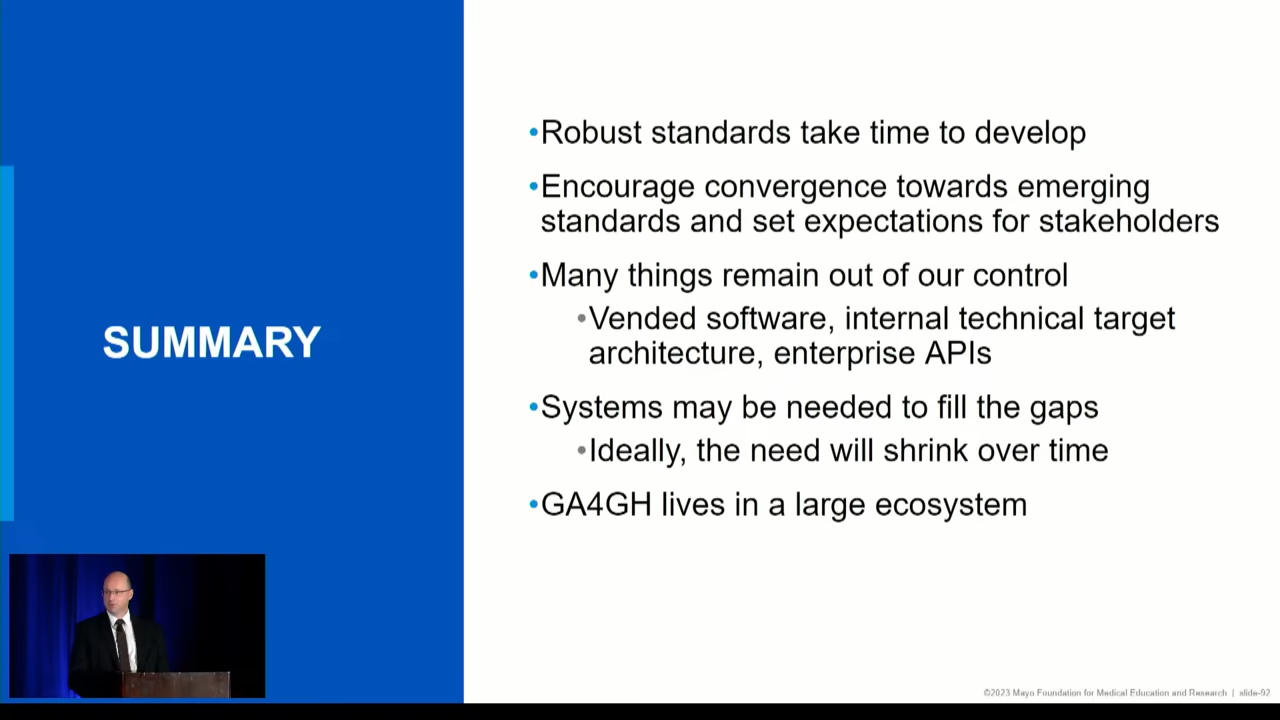 SUMMARY
•Robust standards take time to develop
•Encourage convergence towards emerging
standards and set expectations for stakeholders
•Many things remain out of our control
•Vended software, internal technical target
architecture, enterprise APIs
•Systems may be needed to fill the gaps
•Ideally, the need will shrink over time
•GA4GH lives in a large ecosystem
©2023 Mayo Foundation for Medical Education and Research | slide-92